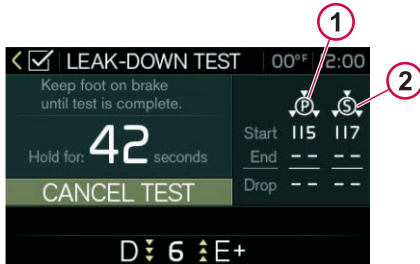 1
2
LEAK-DOWN TEST 00°F 2:00
Keep foot on brake
until test is complete.
Hold for: 42 seconds
CANCEL TEST
P S
Start 115 117
End -- --
Drop -- --
D 6 E+